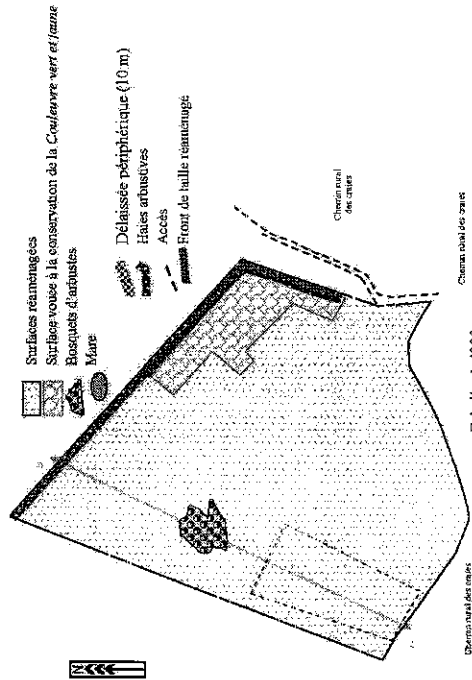 Surfaces réaménagées
Surface vouée à la conservation de la Couleuvre vert et jaune
Bosquets d'arbustes
Mare
Délaissée périphérique (10 m)
Haies arbustives
Accès
Front de taille réaménagé
Chemin rural
des craies
Chemin rural des craies
Chemin rural des craies
N